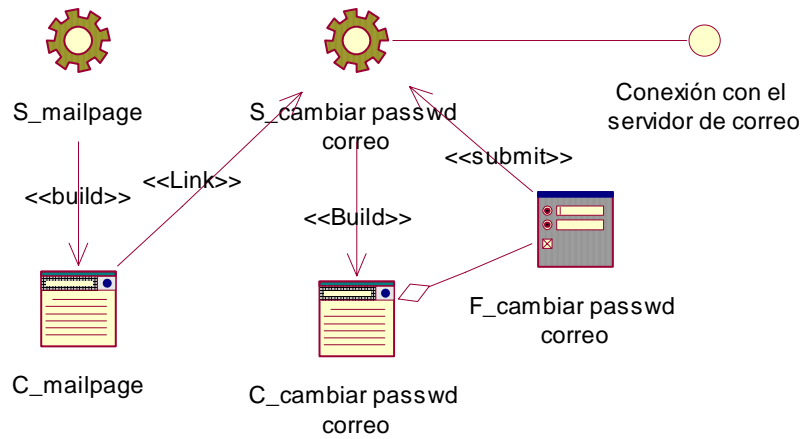 S_mailpage
S_cambiar passwd
correo
Conexión con el
servidor de correo
<<build>>
<<Link>>
<<submit>>
<<Build>>
C_mailpage
C_cambiar passwd
correo
F_cambiar passwd
correo